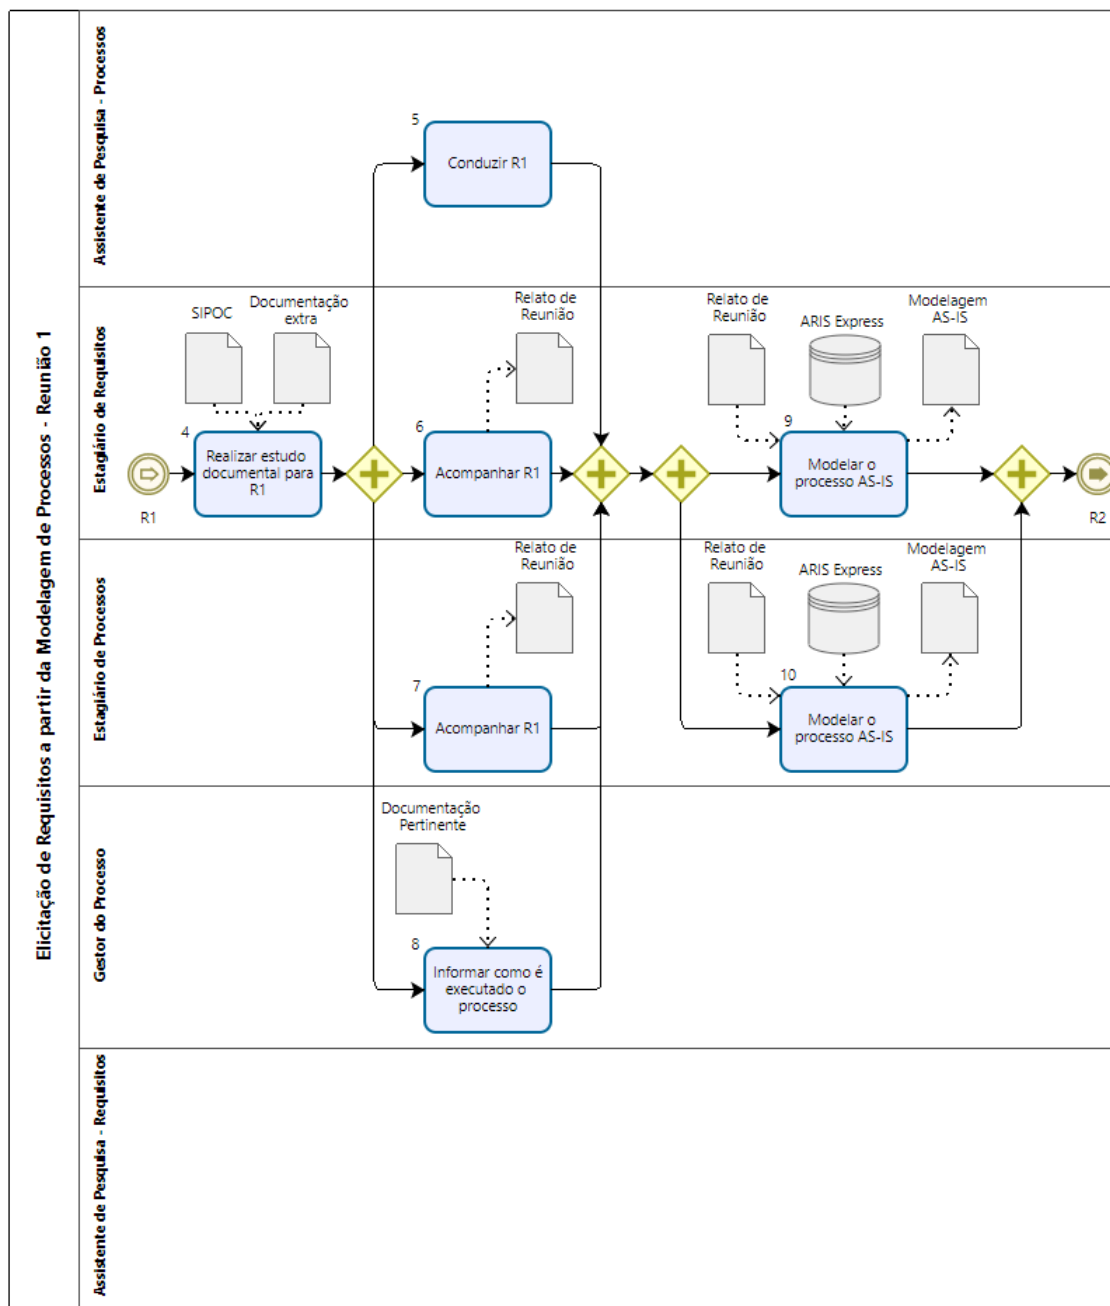 Elicitação de Requisitos a partir da Modelagem de Processos - Reunião 1
Assistente de Pesquisa - Processos
5
Conduzir R1
Estagiário de Requisitos
R1
SIPOC
Documentação
extra
4
Realizar estudo
documental para
R1
Relato de
Reunião
6
Acompanhar R1
Relato de
Reunião
ARIS Express
Modelagem
AS-IS
9
Modelar o
processo AS-IS
R2
Estagiário de Processos
Relato de
Reunião
7
Acompanhar R1
Relato de
Reunião
ARIS Express
Modelagem
AS-IS
10
Modelar o
processo AS-IS
Gestor do Processo
Documentação
Pertinente
8
Informar como é
executado o
processo
Assistente de Pesquisa - Requisitos